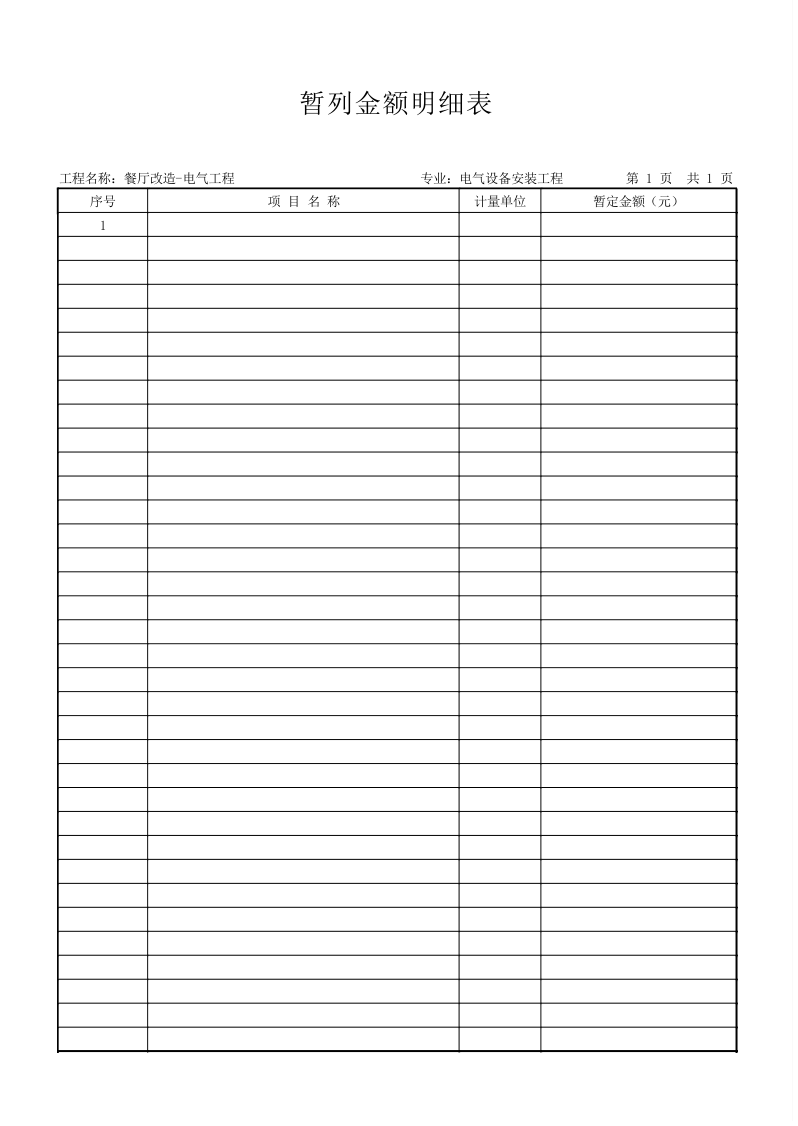 暂列金额明细表
工程名称：餐厅改造-电气工程 专业：电气设备安装工程 第 1 页 共 1 页
序号 项 目 名 称 计量单位 暂定金额（元）
1